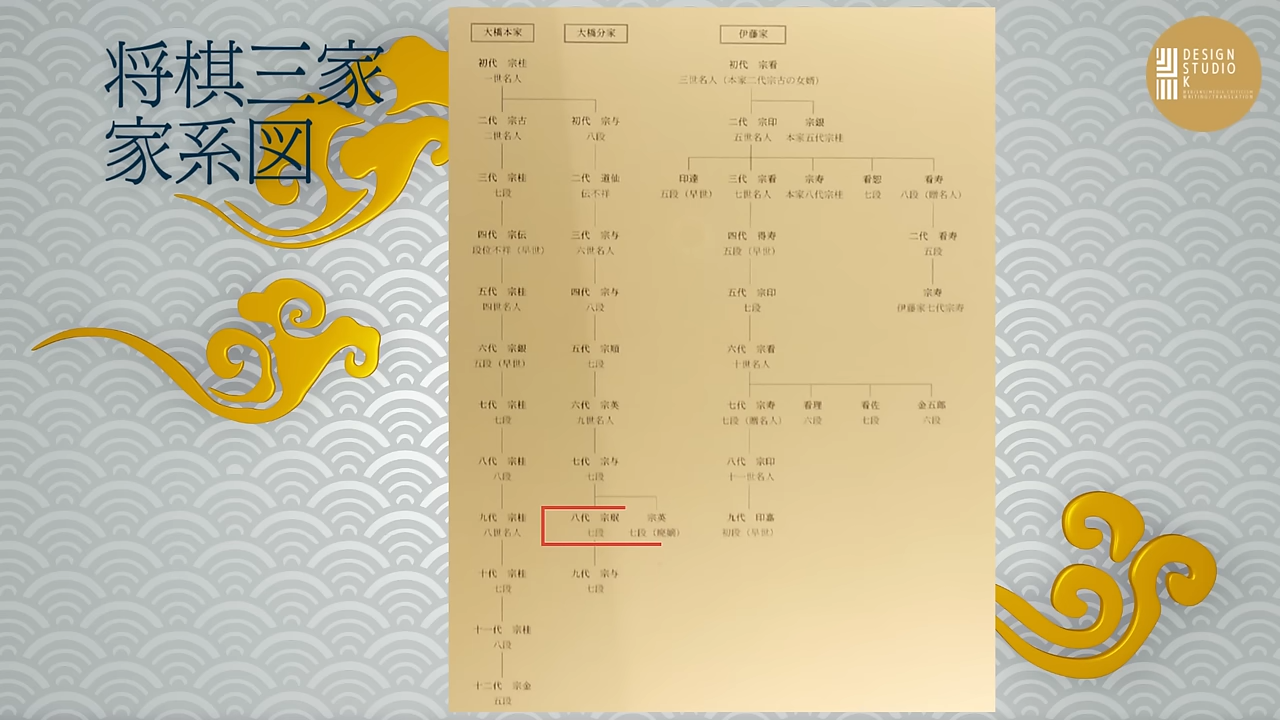 将棋三家
家系図
DESIGN
STUDIO
K
大橋本家
初代 宗桂
一世名人
二代 宗古
二世名人
三代 宗桂
七段
四代 宗伝
段位不祥（早世）
五代 宗桂
四世名人
六代 宗銀
五段（早世）
七代 宗桂
七段
八代 宗桂
八段
九代 宗桂
八世名人
十代 宗桂
七段
十一代 宗桂
八段
十二代 宗金
五段
大橋分家
初代 宗与
八段
二代 道仙
伝不祥
三代 宗与
六世名人
四代 宗与
八段
五代 宗順
七段
六代 宗英
九世名人
七代 宗与
七段
八代 宗珉 宗英
七段 七段（廃嫡）
九代 宗与
七段
伊藤家
初代 宗看
三世名人（本家二代宗古の女婿）
二代 宗印 宗銀
五世名人 本家五代宗桂
印達 三代 宗看 宗寿 看恕 看寿
五段（早世） 七世名人 本家八代宗桂 七段 八段（贈名人）
四代 得寿 二代 看寿
五段（早世） 五段
五代 宗印 宗寿
七段 伊藤家七代宗寿
六代 宗看
十世名人
七代 宗寿 看理 看佐 金五郎
七段（贈名人） 六段 七段 六段
八代 宗印
十一世名人
九代 印嘉
初段（早世）